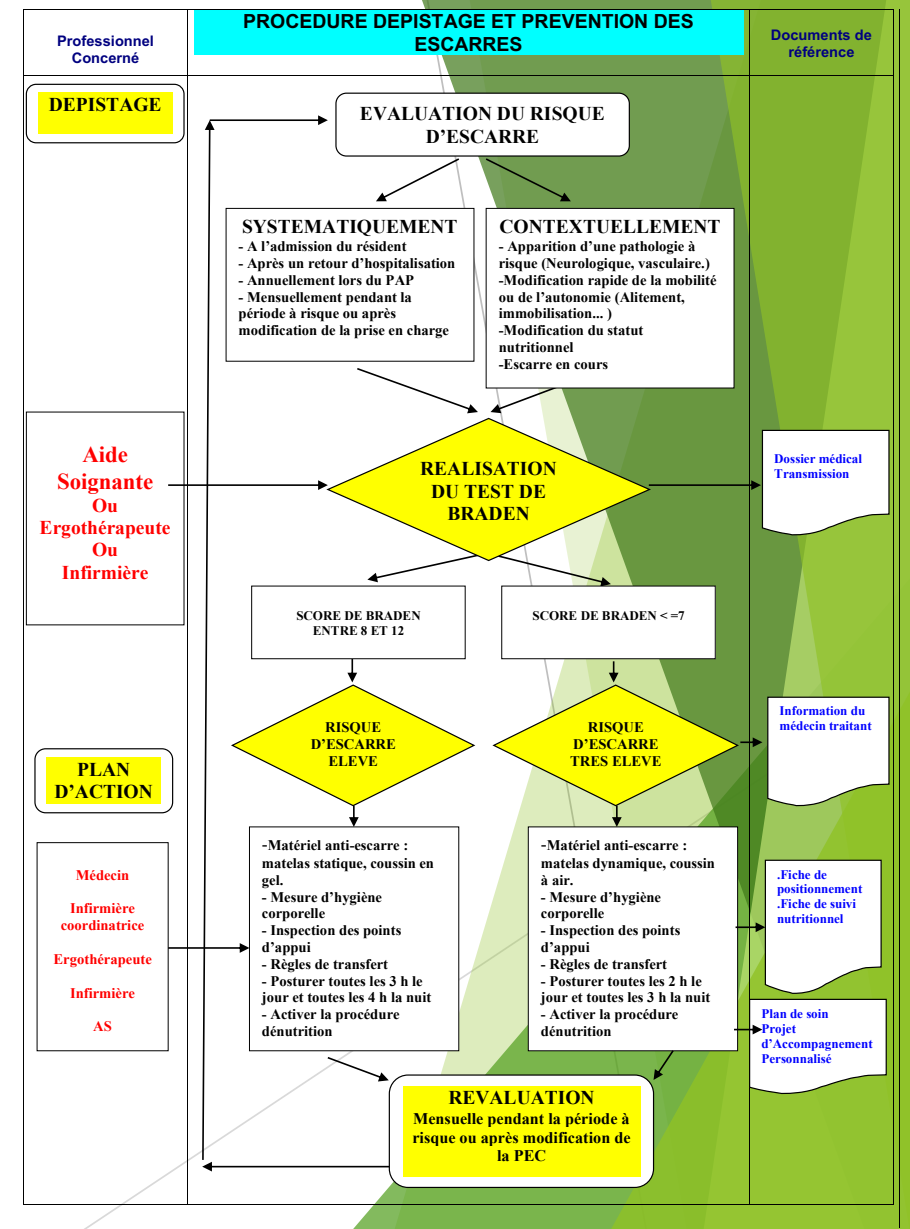 Professionnel
Concerné
PROCEDURE DEPISTAGE ET PREVENTION DES
ESCARRES
Documents de
référence
DEPISTAGE
EVALUATION DU RISQUE
D'ESCARRE
SYSTEMATIQUEMENT
- A l'admission du résident
- Après un retour d'hospitalisation
- Annuellement lors du PAP
- Mensuellement pendant la
période à risque ou après
modification de la prise en charge
CONTEXTUELLEMENT
- Apparition d'une pathologie à
risque (Neurologique, vasculaire.)
-Modification rapide de la mobilité
ou de l'autonomie (Alitement,
immobilisation... )
-Modification du statut
nutritionnel
-Escarre en cours
Aide
Soignante
Ou
Ergothérapeute
Ou
Infirmière
REALISATION
DU TEST DE
BRADEN
Dossier médical
Transmission
SCORE DE BRADEN
ENTRE 8 ET 12
SCORE DE BRADEN < =7
RISQUE
D'ESCARRE
ELEVE
RISQUE
D'ESCARRE
TRES ELEVE
Information du
médecin traitant
PLAN
D'ACTION
Médecin
Infirmière
coordinatrice
Ergothérapeute
Infirmière
AS
-Matériel anti-escarre :
matelas statique, coussin en
gel.
- Mesure d'hygiène
corporelle
- Inspection des points
d'appui
- Règles de transfert
- Posturer toutes les 3 h le
jour et toutes les 4 h la nuit
- Activer la procédure
dénutrition
-Matériel anti-escarre :
matelas dynamique, coussin
à air.
- Mesure d'hygiène
corporelle
- Inspection des points
d'appui
- Règles de transfert
- Posturer toutes les 2 h le
jour et toutes les 3 h la nuit
- Activer la procédure
dénutrition
.Fiche de
positionnement
.Fiche de suivi
nutritionnel
Plan de soin
Projet
d'Accompagnement
Personnalisé
REVALUATION
Mensuelle pendant la période à
risque ou après modification de
la PEC